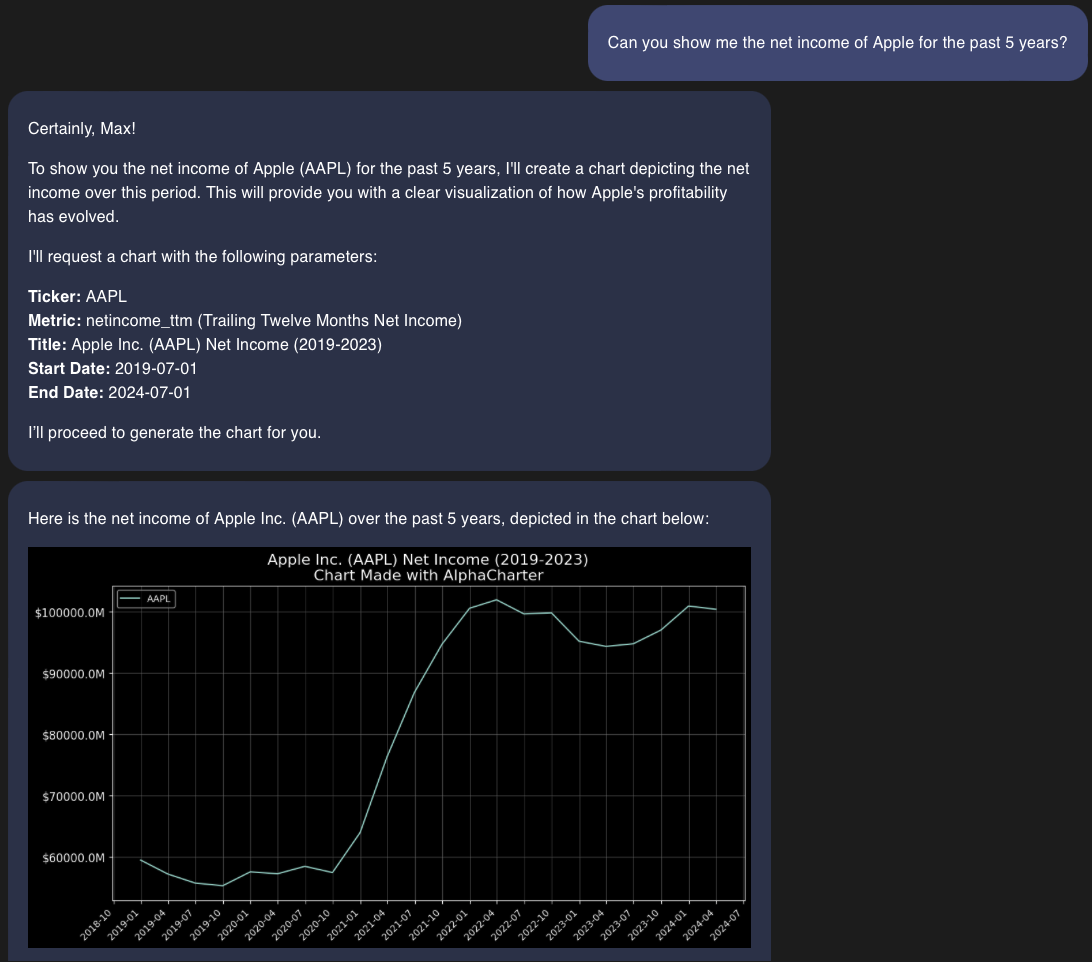 Can you show me the net income of Apple for the past 5 years?
Certainly, Max!
To show you the net income of Apple (AAPL) for the past 5 years, I'll create a chart depicting the net
income over this period. This will provide you with a clear visualization of how Apple's profitability
has evolved.
I'll request a chart with the following parameters:
Ticker: AAPL
Metric: netincome_ttm (Trailing Twelve Months Net Income)
Title: Apple Inc. (AAPL) Net Income (2019-2023)
Start Date: 2019-07-01
End Date: 2024-07-01
I’ll proceed to generate the chart for you.
Here is the net income of Apple Inc. (AAPL) over the past 5 years, depicted in the chart below:
Apple Inc. (AAPL) Net Income (2019-2023)
Chart Made with AlphaCharter
AAPL
$100000.0M
$90000.0M
$80000.0M
$70000.0M
$60000.0M
2018-10
2019-01
2019-04
2019-07
2019-10
2020-01
2020-04
2020-07
2020-10
2021-01
2021-04
2021-07
2021-10
2022-01
2022-04
2022-07
2022-10
2023-01
2023-04
2023-07
2023-10
2024-01
2024-04
2024-07